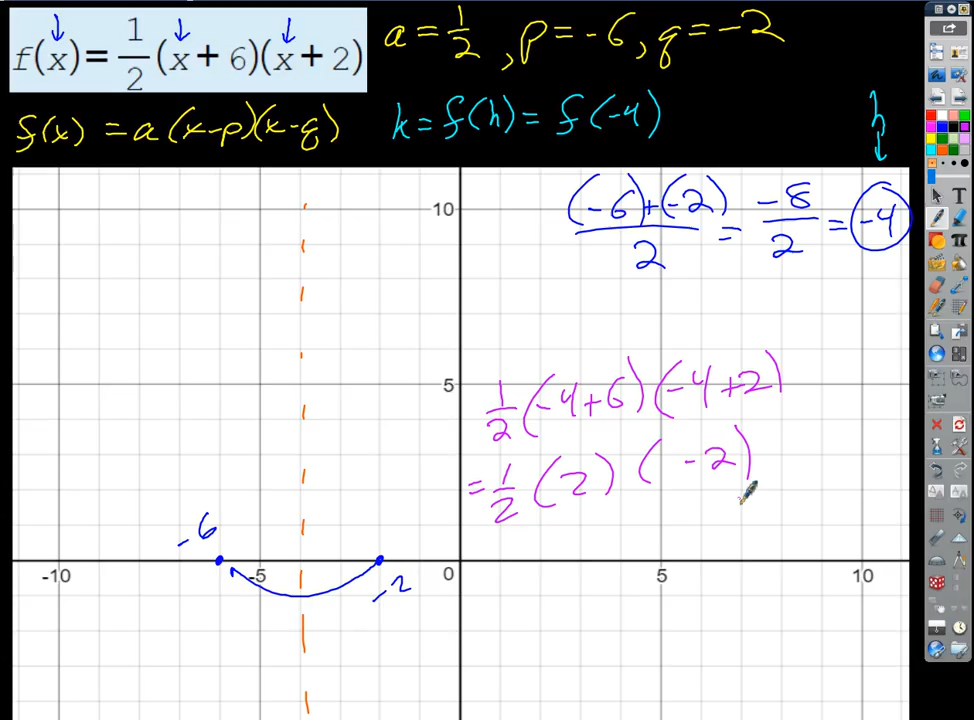 f(x) = 1/2 (x + 6)(x + 2)
a = 1/2 , p = -6, q = -2
f(x) = a(x-p)(x-q)
k = f(h) = f(-4)
h
(-6)+(-2) / 2 = -8/2 = -4
1/2 (-4+6)(-4+2)
= 1/2 (2) ( -2)
10
5
-6
-2
-10
-5
0
5
10
T
π